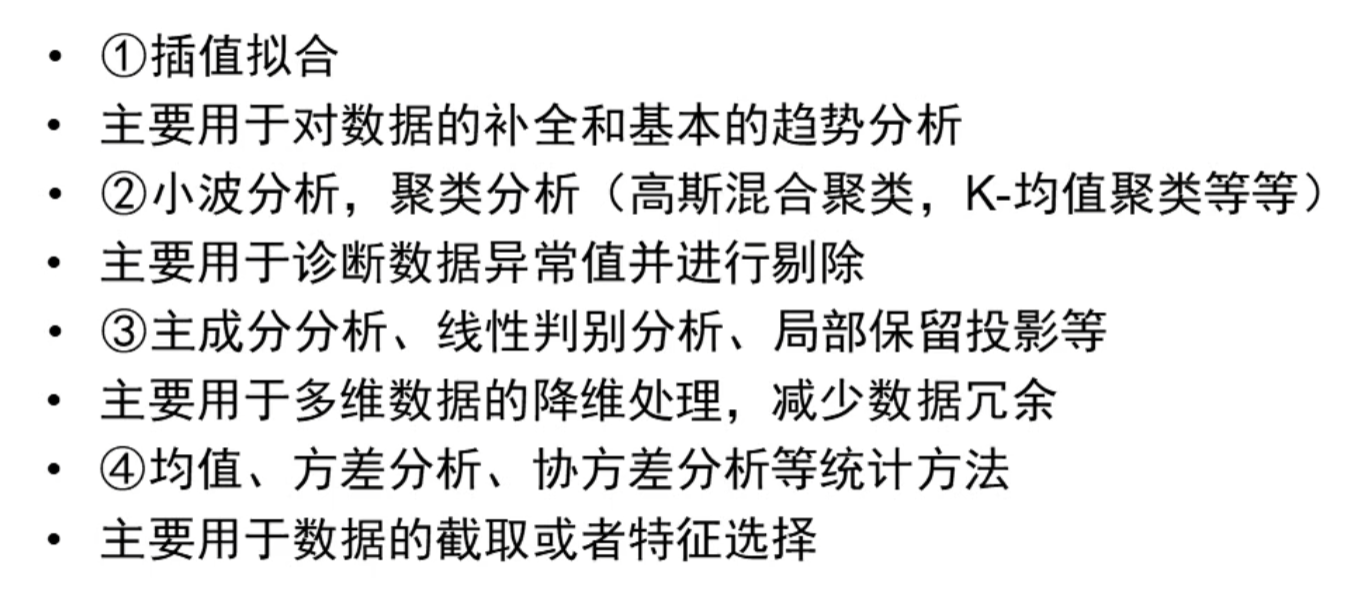 • ①插值拟合
• 主要用于对数据的补全和基本的趋势分析
• ②小波分析，聚类分析（高斯混合聚类，K-均值聚类等等）
• 主要用于诊断数据异常值并进行剔除
• ③主成分分析、线性判别分析、局部保留投影等
• 主要用于多维数据的降维处理，减少数据冗余
• ④均值、方差分析、协方差分析等统计方法
• 主要用于数据的截取或者特征选择